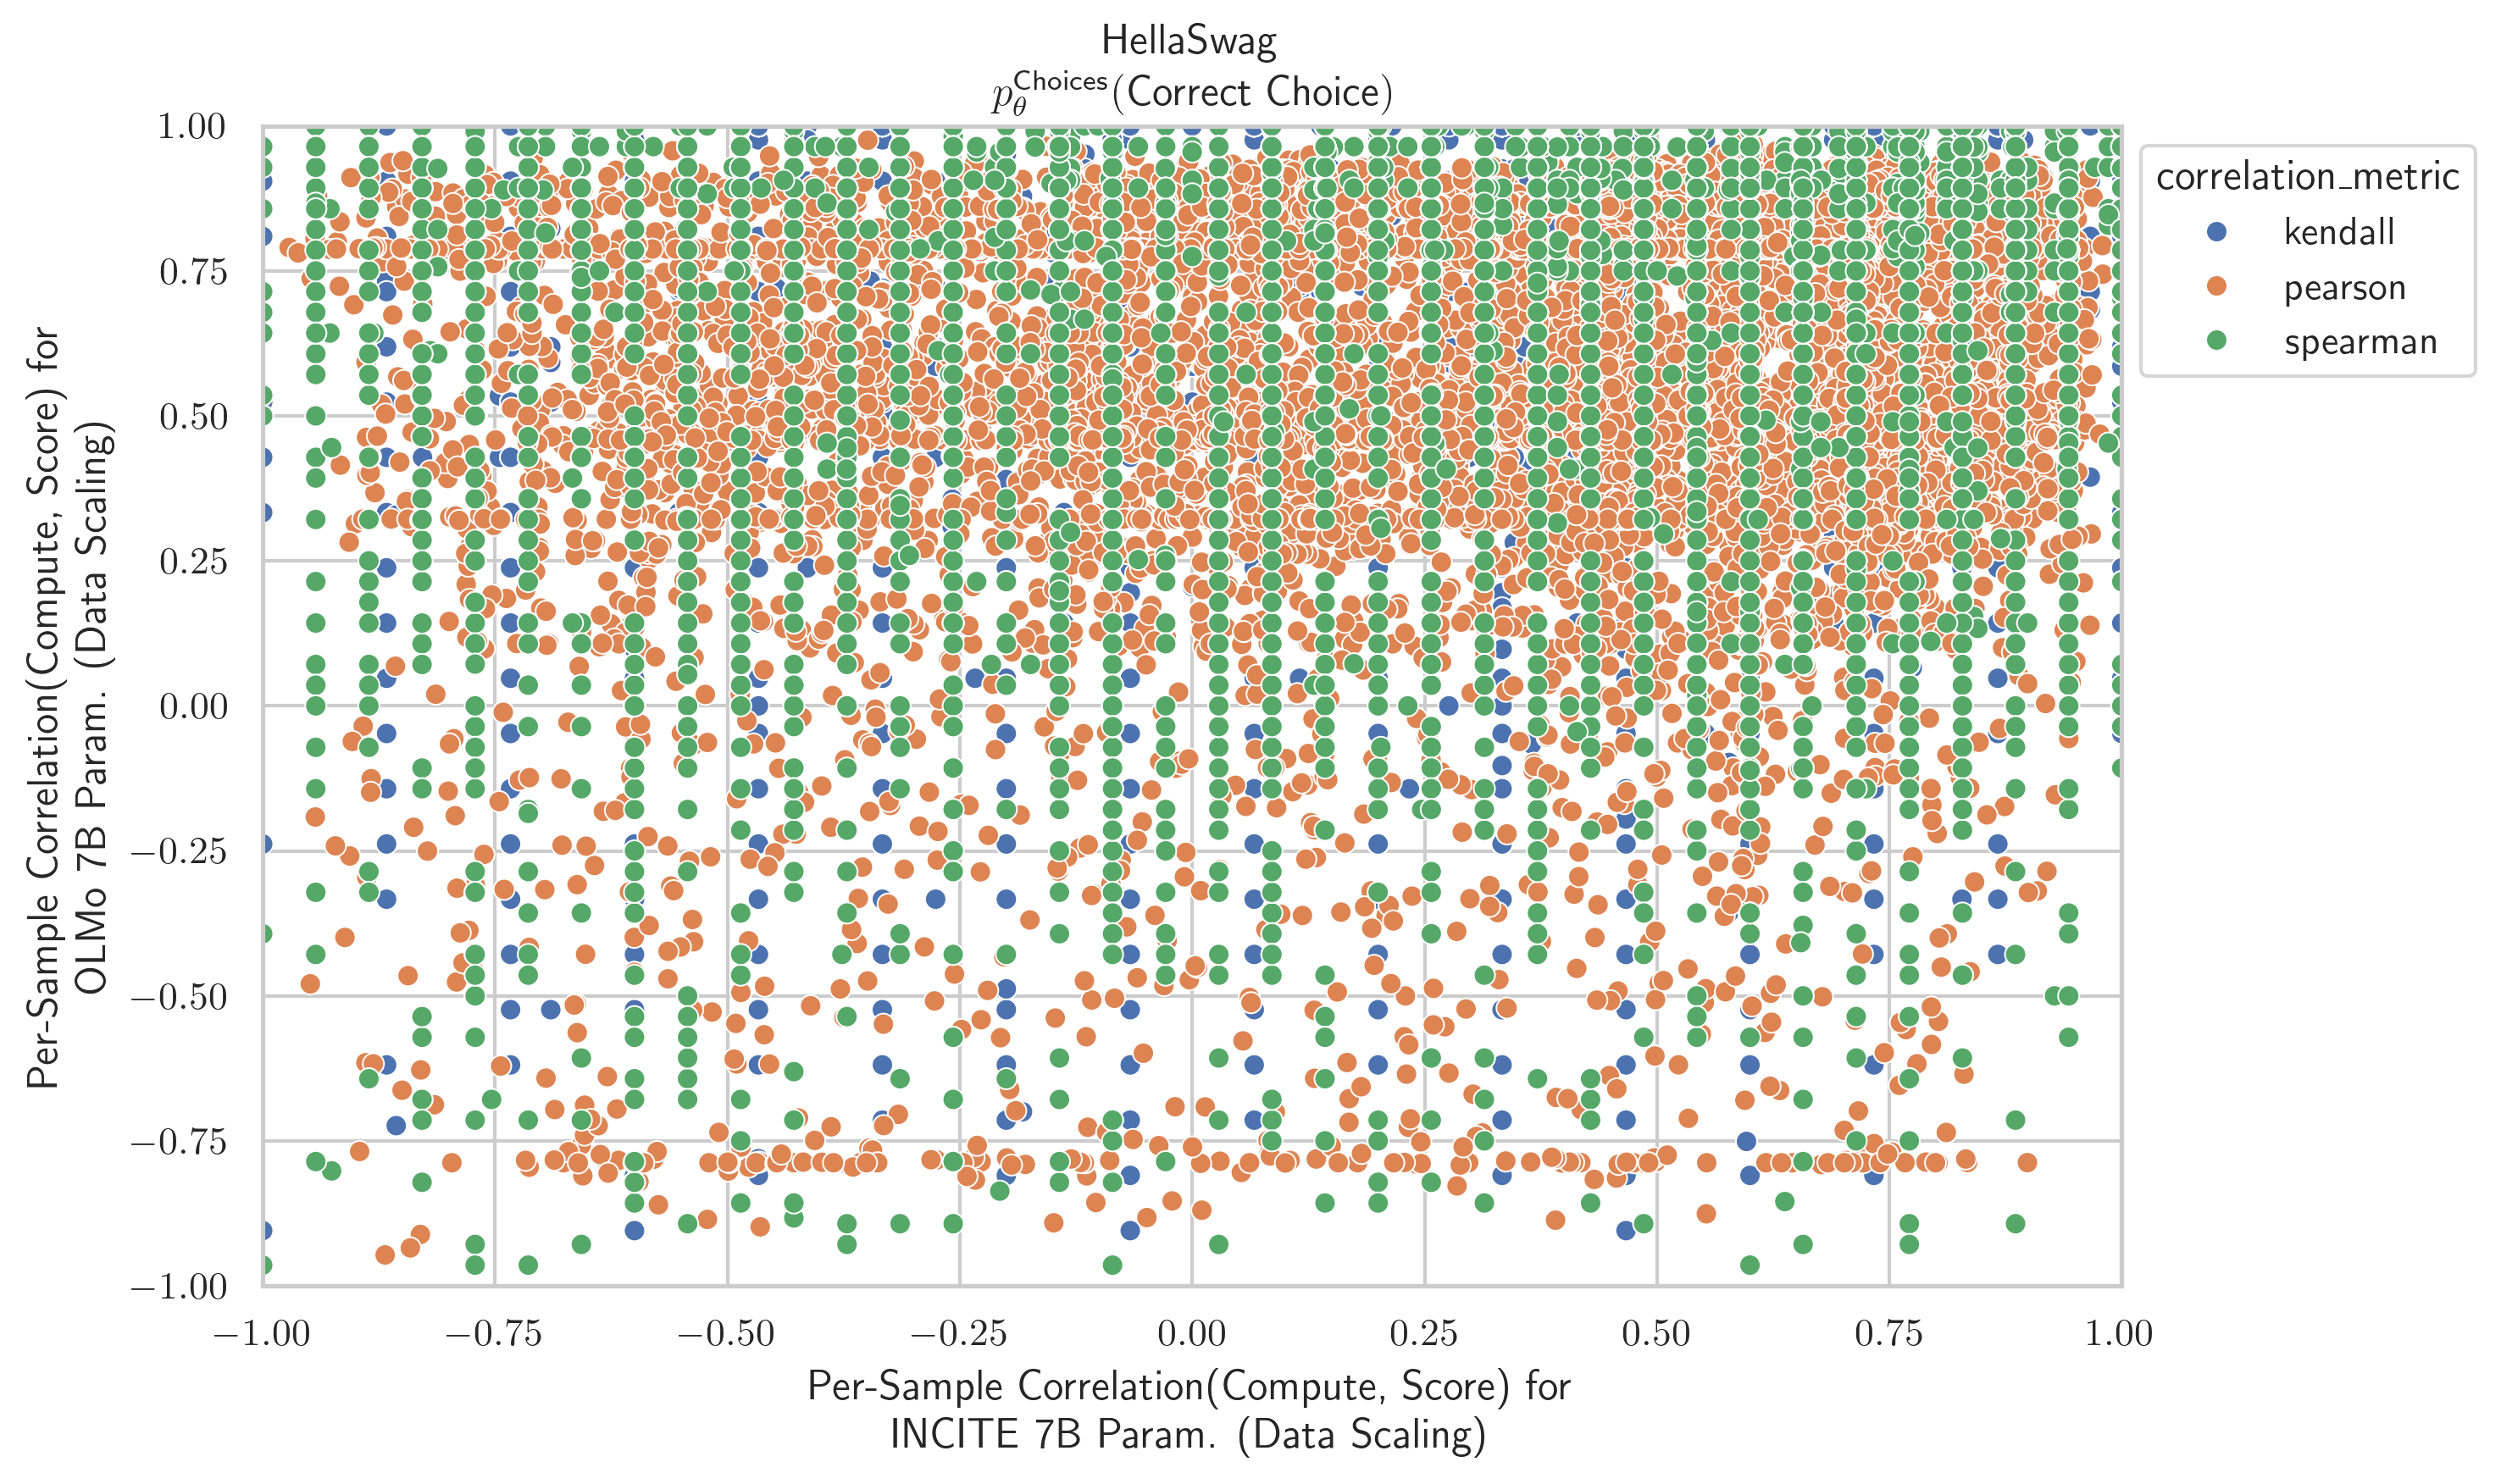 HellaSwag
p_θ^Choices(Correct Choice)
Per-Sample Correlation(Compute, Score) for
OLMo 7B Param. (Data Scaling)
1.00
0.75
0.50
0.25
0.00
−0.25
−0.50
−0.75
−1.00
−1.00 −0.75 −0.50 −0.25 0.00 0.25 0.50 0.75 1.00
Per-Sample Correlation(Compute, Score) for
INCITE 7B Param. (Data Scaling)
correlation_metric
kendall
pearson
spearman